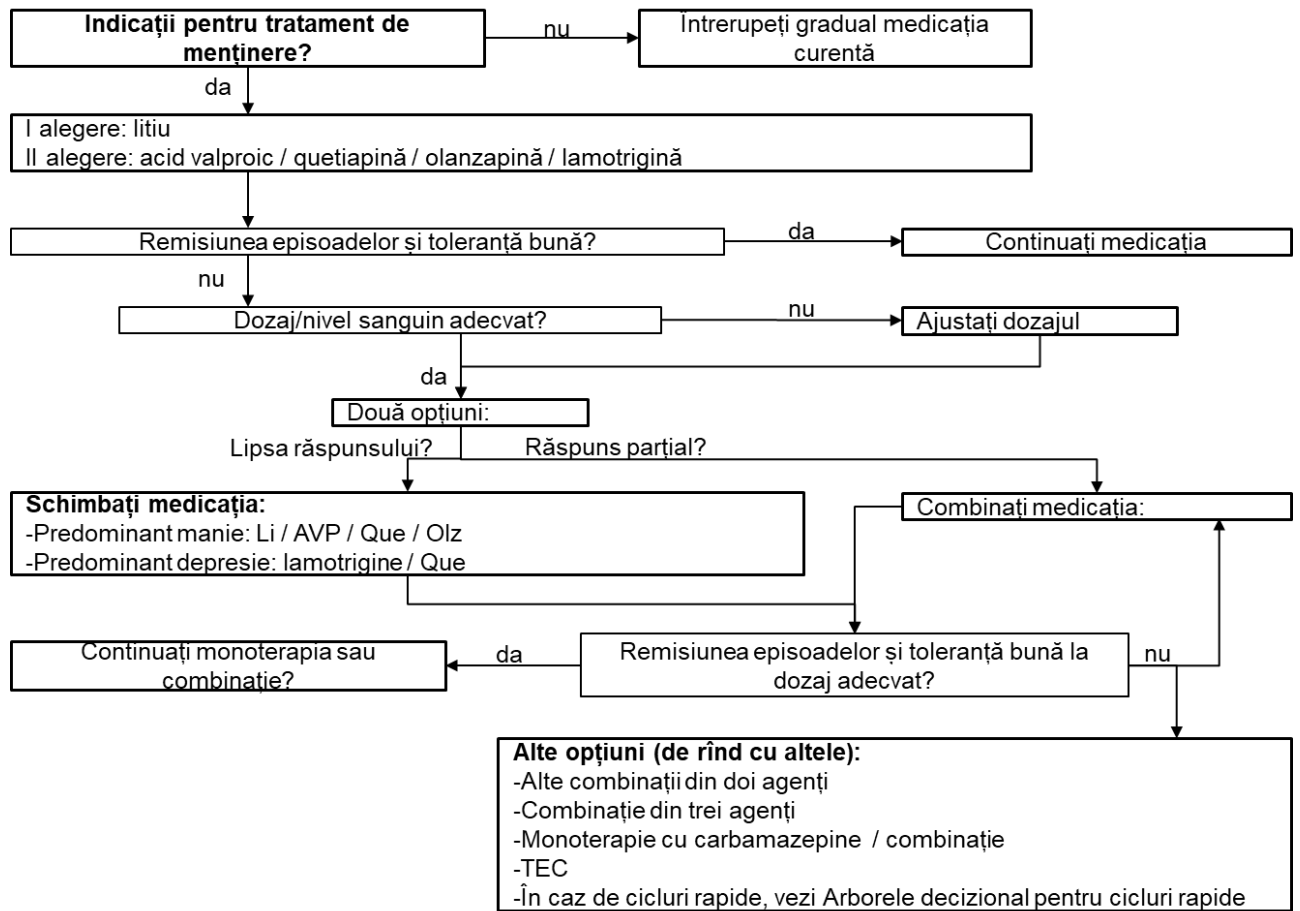 Indicații pentru tratament de
menținere?
nu
Întrerupeți gradual medicația
curentă
da
I alegere: litiu
II alegere: acid valproic / quetiapină / olanzapină / lamotrigină
Remisiunea episoadelor și toleranță bună?
da
Continuați medicația
nu
Dozaj/nivel sanguin adecvat?
nu
Ajustați dozajul
da
Două opțiuni:
Lipsa răspunsului?
Răspuns parțial?
Schimbați medicația:
-Predominant manie: Li / AVP / Que / Olz
-Predominant depresie: lamotrigine / Que
Combinați medicația:
Continuați monoterapia sau
combinație?
da
Remisiunea episoadelor și toleranță bună la
dozaj adecvat?
nu
Alte opțiuni (de rînd cu altele):
-Alte combinații din doi agenți
-Combinație din trei agenți
-Monoterapie cu carbamazepine / combinație
-TEC
-În caz de cicluri rapide, vezi Arborele decizional pentru cicluri rapide